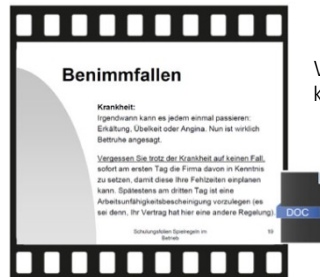 Benimmfallen
Krankheit:
Irgendwann kann es jedem einmal passieren:
Erkältung, Übelkeit oder Angina. Nun ist wirklich
Bettruhe angesagt.
Vergessen Sie trotz der Krankheit auf keinen Fall,
sofort am ersten Tag die Firma davon in Kenntnis
zu setzen, damit diese Ihre Fehlzeiten einplanen
kann. Spätestens am dritten Tag ist eine
Arbeitsunfähigkeitsbescheinigung vorzulegen (es
sei denn, Ihr Vertrag hat hier eine andere Regelung).
Schulungsfolien Spielregeln im
Betrieb
DOC